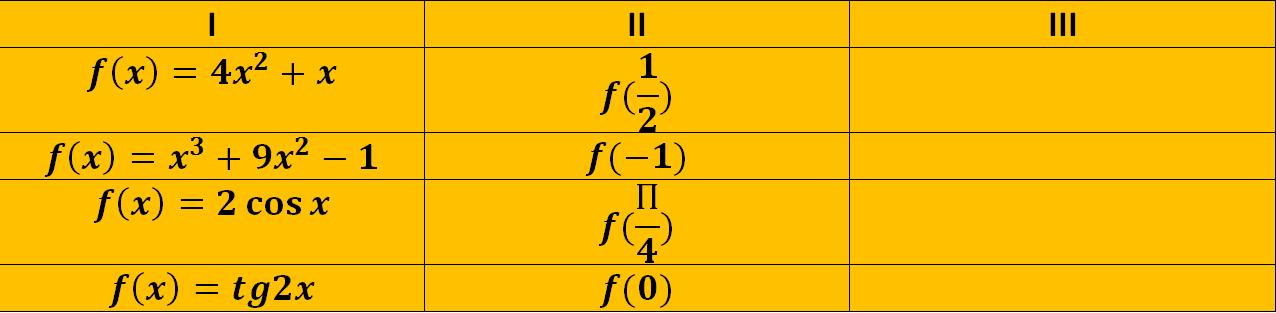 I II III
f(x) = 4x² + x f(1/2)
f(x) = x³ + 9x² − 1 f(−1)
f(x) = 2 cos x f(∏/4)
f(x) = tg2x f(0)